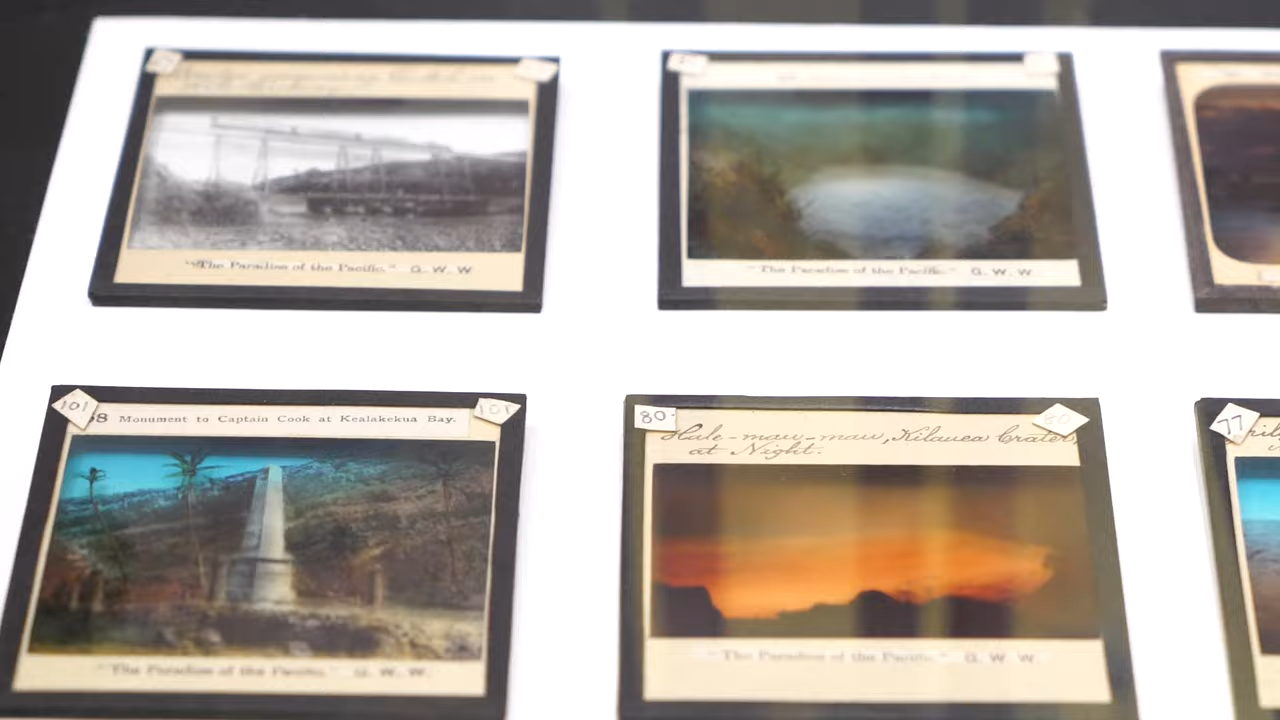 "The Paradise of the Pacific." G. W. W.
"The Paradise of the Pacific." G. W. W.
101
101
68 Monument to Captain Cook at Kealakekua Bay.
"The Paradise of the Pacific." G. W. W.
80
80
Hale-mau-mau, Kilauea Crater,
at Night.
"The Paradise of the Pacific." G. W. W.
77